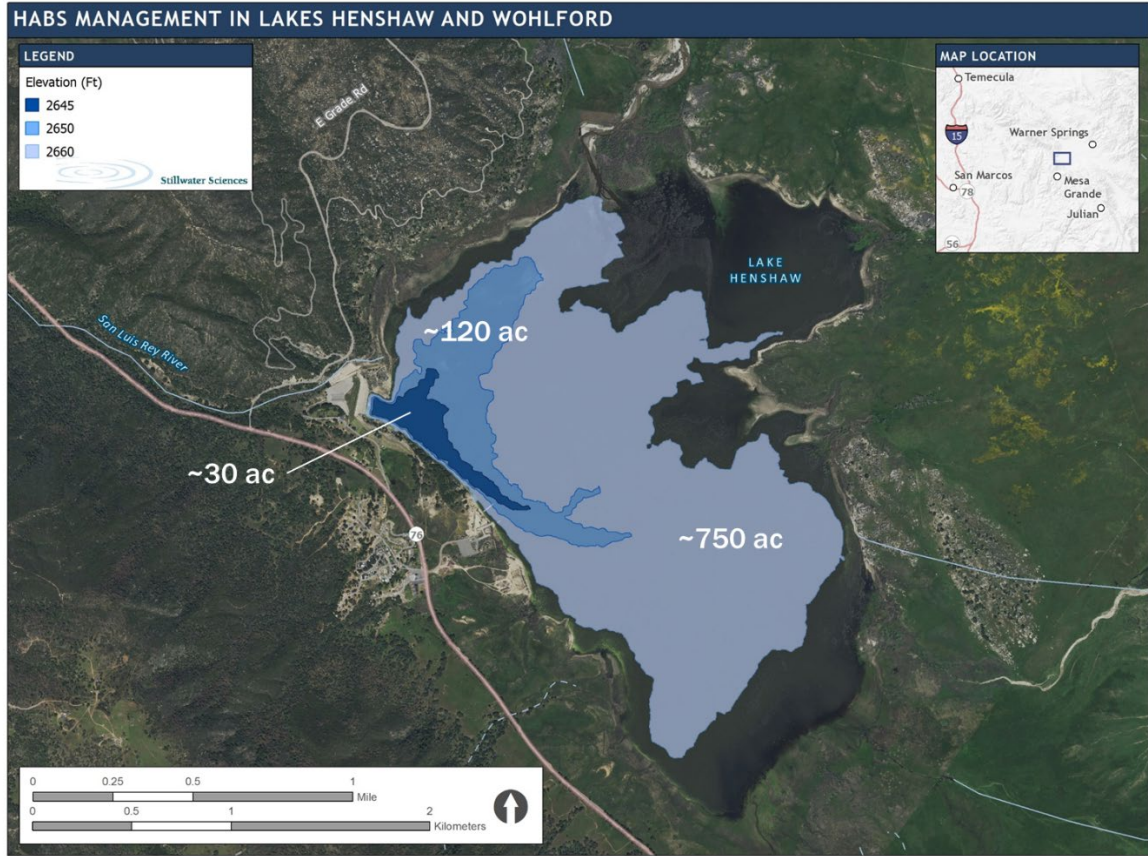 HABS MANAGEMENT IN LAKES HENSHAW AND WOHLFORD
LEGEND
Elevation (Ft)
2645
2650
2660
Stillwater Sciences
MAP LOCATION
Temecula
15
Warner Springs
San Marcos
78
Mesa
Grande
Julian
56
E Grade Rd
LAKE
HENSHAW
San Luis Rey River
~120 ac
~30 ac
76
~750 ac
0 0.25 0.5 1
Mile
0 0.5 1 2
Kilometers